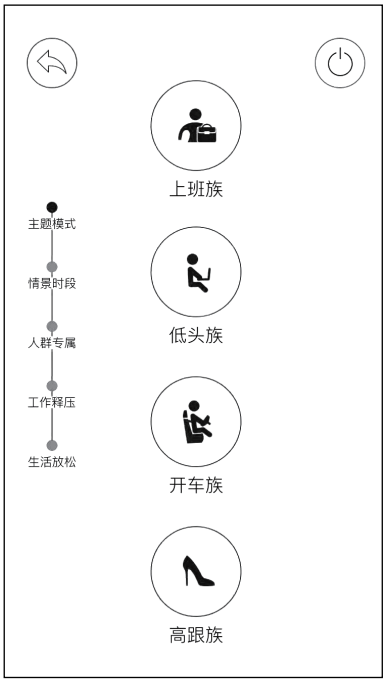 上班族
主题模式
情景时段
低头族
人群专属
工作释压
生活放松
开车族
高跟族